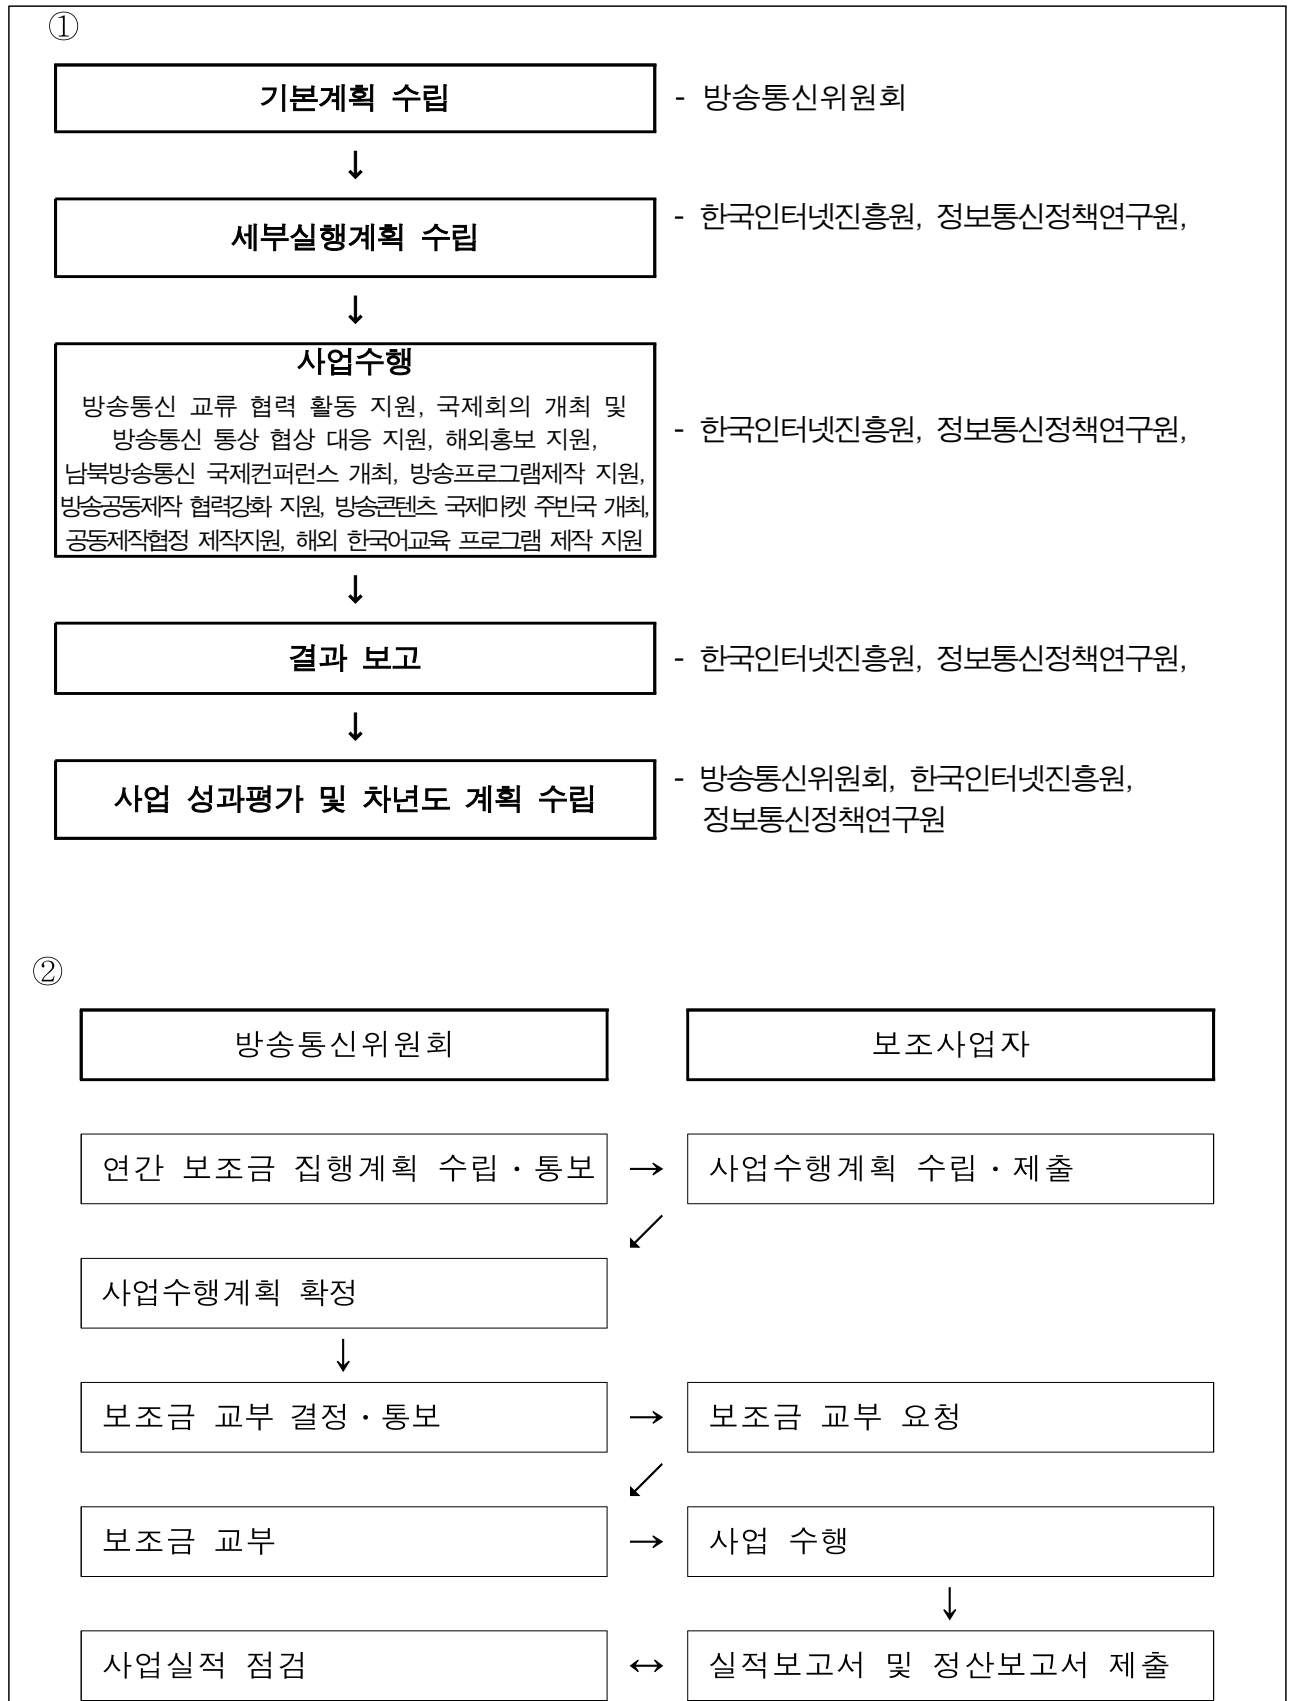 ①
기본계획 수립 - 방송통신위원회
↓
세부실행계획 수립 - 한국인터넷진흥원, 정보통신정책연구원,
↓
사업수행
방송통신 교류 협력 활동 지원, 국제회의 개최 및
방송통신 통상 협상 대응 지원, 해외홍보 지원,
남북방송통신 국제컨퍼런스 개최, 방송프로그램제작 지원,
방송공동제작 협력강화 지원, 방송콘텐츠 국제마켓 주빈국 개최,
공동제작협정 제작지원, 해외 한국어교육 프로그램 제작 지원
- 한국인터넷진흥원, 정보통신정책연구원,
↓
결과 보고 - 한국인터넷진흥원, 정보통신정책연구원,
↓
사업 성과평가 및 차년도 계획 수립 - 방송통신위원회, 한국인터넷진흥원,
정보통신정책연구원
②
방송통신위원회 보조사업자
연간 보조금 집행계획 수립・통보 → 사업수행계획 수립・제출
↙
사업수행계획 확정
↓
보조금 교부 결정・통보 → 보조금 교부 요청
↙
보조금 교부 → 사업 수행
↓
사업실적 점검 ↔ 실적보고서 및 정산보고서 제출